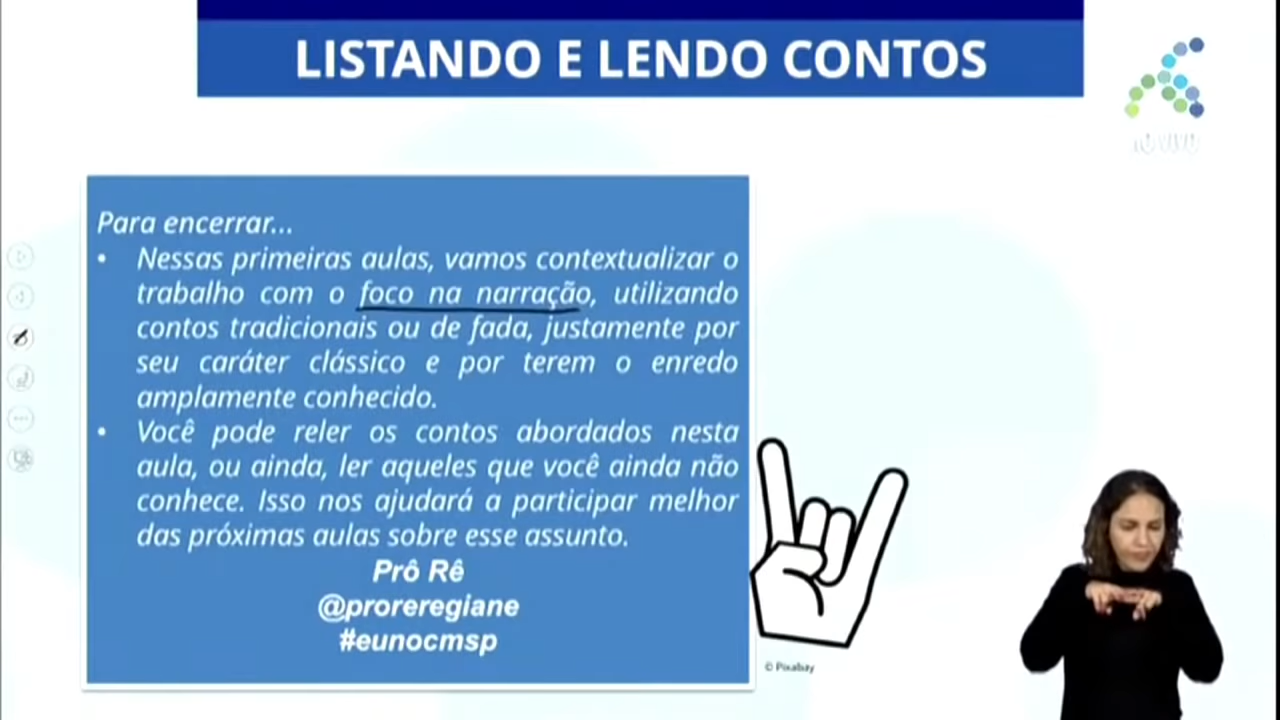 LISTANDO E LENDO CONTOS
AO VIVO
Para encerrar...
• Nessas primeiras aulas, vamos contextualizar o
trabalho com o foco na narração, utilizando
contos tradicionais ou de fada, justamente por
seu caráter clássico e por terem o enredo
amplamente conhecido.
• Você pode reler os contos abordados nesta
aula, ou ainda, ler aqueles que você ainda não
conhece. Isso nos ajudará a participar melhor
das próximas aulas sobre esse assunto.
Prô Rê
@proreregiane
#eunocmsp
© Pixabay